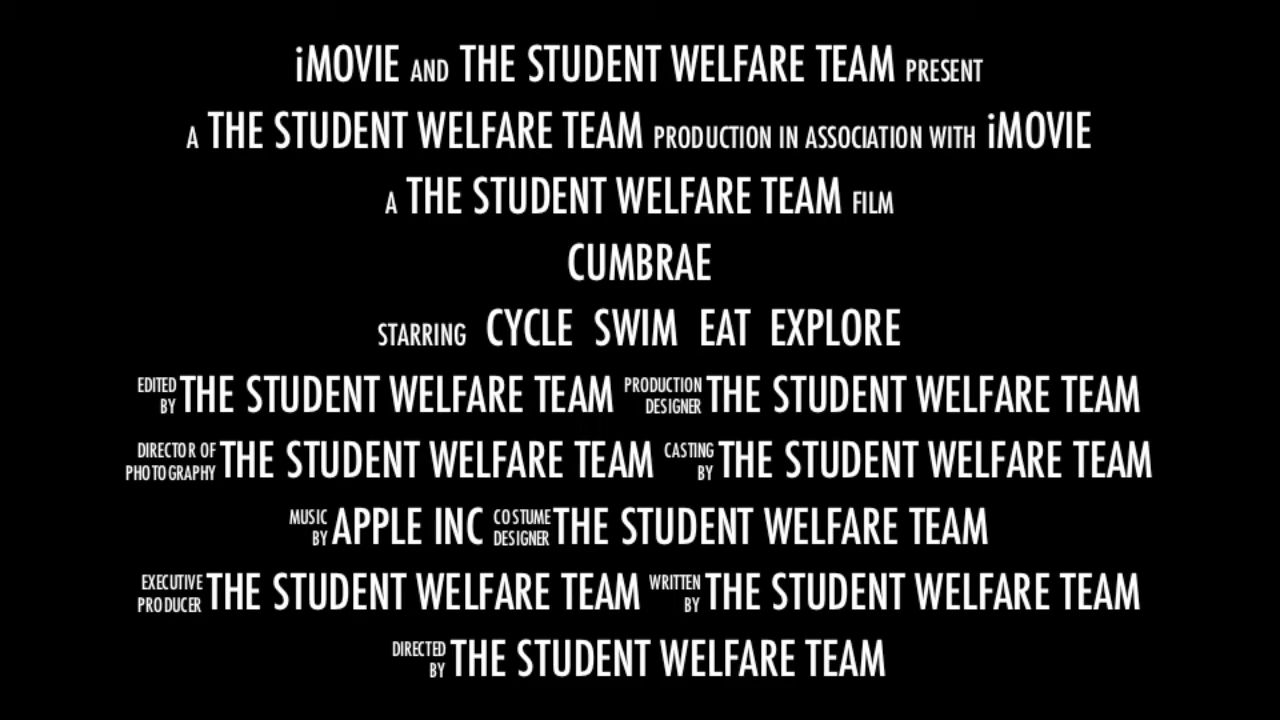 iMOVIE AND THE STUDENT WELFARE TEAM PRESENT
A THE STUDENT WELFARE TEAM PRODUCTION IN ASSOCIATION WITH iMOVIE
A THE STUDENT WELFARE TEAM FILM
CUMBRAE
STARRING CYCLE SWIM EAT EXPLORE
EDITED BY THE STUDENT WELFARE TEAM PRODUCTION DESIGNER THE STUDENT WELFARE TEAM
DIRECTOR OF PHOTOGRAPHY THE STUDENT WELFARE TEAM CASTING BY THE STUDENT WELFARE TEAM
MUSIC BY APPLE INC COSTUME DESIGNER THE STUDENT WELFARE TEAM
EXECUTIVE PRODUCER THE STUDENT WELFARE TEAM WRITTEN BY THE STUDENT WELFARE TEAM
DIRECTED BY THE STUDENT WELFARE TEAM